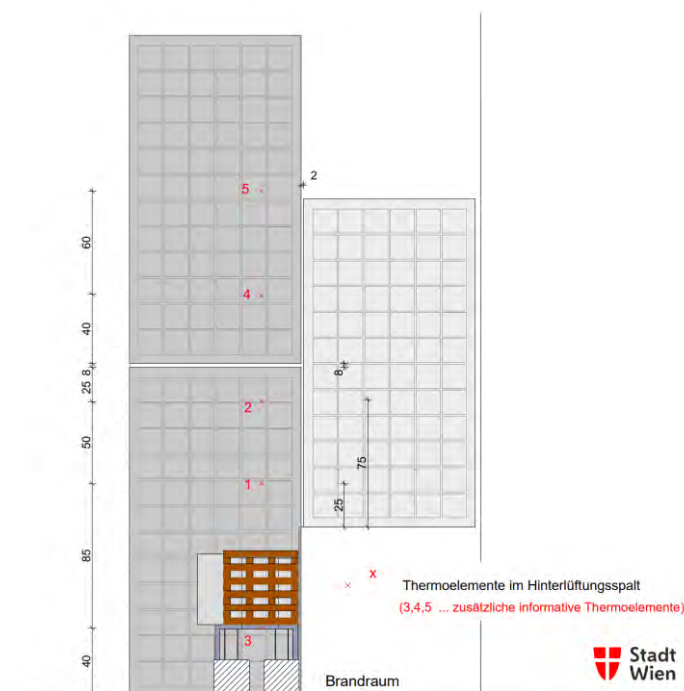 2
5
60
4
40
8
8
25
2
75
50
1
25
85
x
Thermoelemente im Hinterlüftungsspalt
(3,4,5 ... zusätzliche informative Thermoelemente)
3
40
Brandraum
Stadt
Wien